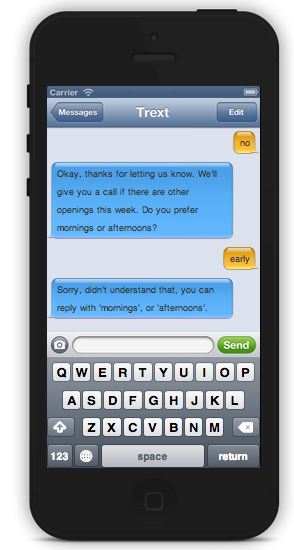 Carrier
Messages
Trext
Edit
no
Okay, thanks for letting us know. We'll
give you a call if there are other
openings this week. Do you prefer
mornings or afternoons?
early
Sorry, didn't understand that, you can
reply with 'mornings', or 'afternoons'.
Send
Q W E R T Y U I O P
A S D F G H J K L
Z X C V B N M
123
space
return